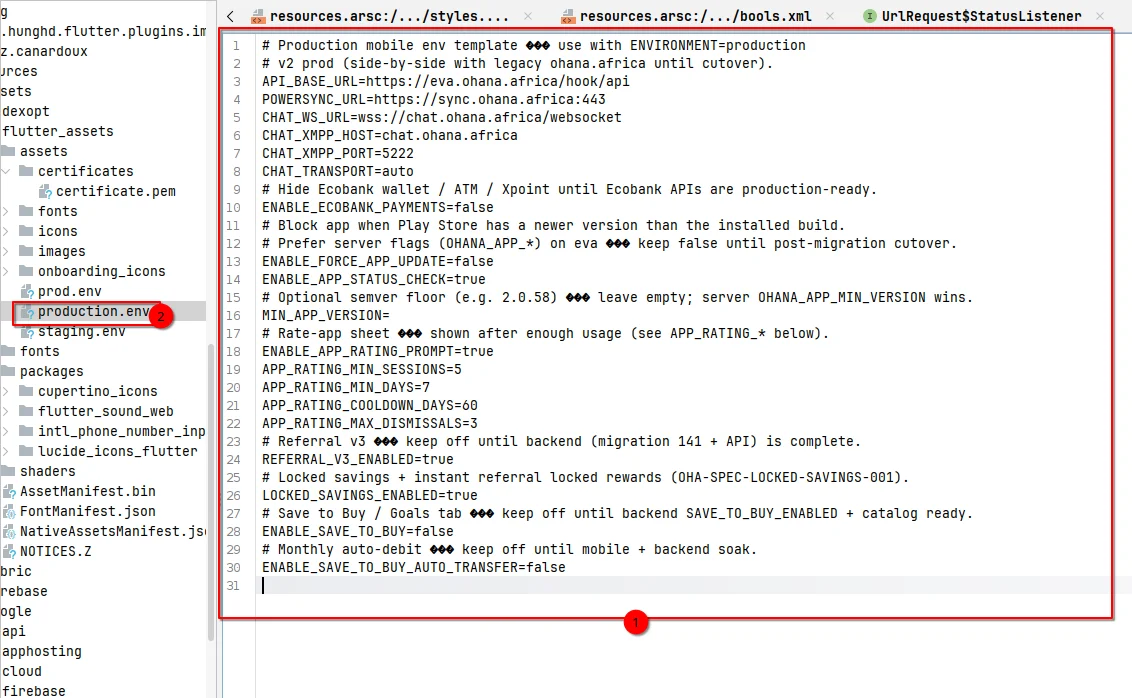 resources.arsc:/.../styles....
resources.arsc:/.../bools.xml
UrlRequest$StatusListener
g
.hunghd.flutter.plugins.im
z.canardoux
urces
sets
dexopt
flutter_assets
assets
certificates
certificate.pem
fonts
icons
images
onboarding_icons
prod.env
production.env
2
staging.env
fonts
packages
cupertino_icons
flutter_sound_web
intl_phone_number_inp
lucide_icons_flutter
shaders
AssetManifest.bin
FontManifest.json
NativeAssetsManifest.jso
NOTICES.Z
bric
rebase
ogle
api
apphosting
cloud
firebase
1 # Production mobile env template ��� use with ENVIRONMENT=production
2 # v2 prod (side-by-side with legacy ohana.africa until cutover).
3 API_BASE_URL=https://eva.ohana.africa/hook/api
4 POWERSYNC_URL=https://sync.ohana.africa:443
5 CHAT_WS_URL=wss://chat.ohana.africa/websocket
6 CHAT_XMPP_HOST=chat.ohana.africa
7 CHAT_XMPP_PORT=5222
8 CHAT_TRANSPORT=auto
9 # Hide Ecobank wallet / ATM / Xpoint until Ecobank APIs are production-ready.
10 ENABLE_ECOBANK_PAYMENTS=false
11 # Block app when Play Store has a newer version than the installed build.
12 # Prefer server flags (OHANA_APP_*) on eva ��� keep false until post-migration cutover.
13 ENABLE_FORCE_APP_UPDATE=false
14 ENABLE_APP_STATUS_CHECK=true
15 # Optional semver floor (e.g. 2.0.58) ��� leave empty; server OHANA_APP_MIN_VERSION wins.
16 MIN_APP_VERSION=
17 # Rate-app sheet ��� shown after enough usage (see APP_RATING_* below).
18 ENABLE_APP_RATING_PROMPT=true
19 APP_RATING_MIN_SESSIONS=5
20 APP_RATING_MIN_DAYS=7
21 APP_RATING_COOLDOWN_DAYS=60
22 APP_RATING_MAX_DISMISSALS=3
23 # Referral v3 ��� keep off until backend (migration 141 + API) is complete.
24 REFERRAL_V3_ENABLED=true
25 # Locked savings + instant referral locked rewards (OHA-SPEC-LOCKED-SAVINGS-001).
26 LOCKED_SAVINGS_ENABLED=true
27 # Save to Buy / Goals tab ��� keep off until backend SAVE_TO_BUY_ENABLED + catalog ready.
28 ENABLE_SAVE_TO_BUY=false
29 # Monthly auto-debit ��� keep off until mobile + backend soak.
30 ENABLE_SAVE_TO_BUY_AUTO_TRANSFER=false
31
1